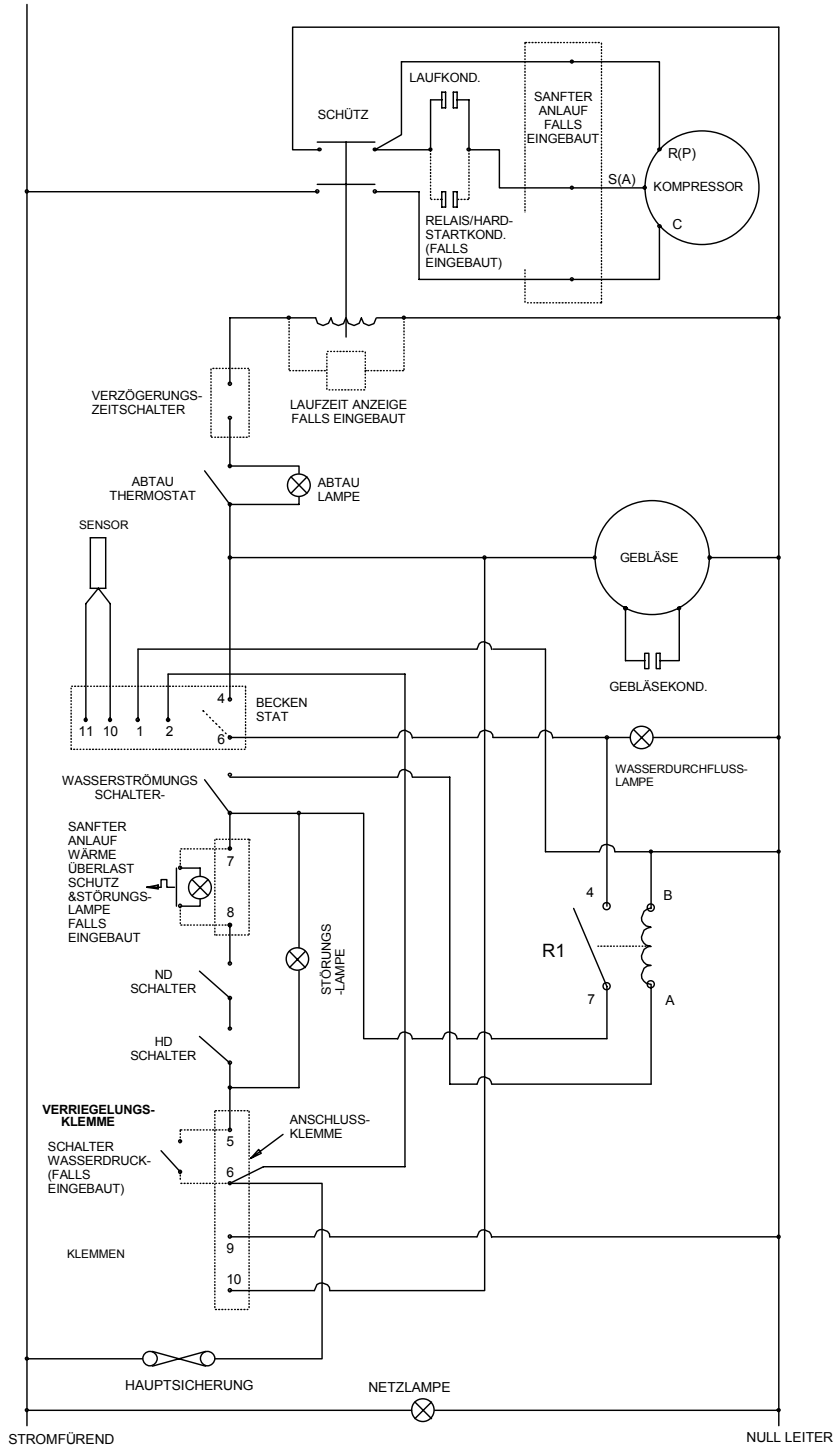 LAUFKOND.
SANFTER
ANLAUF
FALLS
EINGEBAUT
SCHÜTZ
R(P)
S(A)
KOMPRESSOR
C
RELAIS/HARD-
STARTKOND.
(FALLS
EINGEBAUT)
VERZÖGERUNGS-
ZEITSCHALTER
LAUFZEIT ANZEIGE
FALLS EINGEBAUT
ABTAU
THERMOSTAT
ABTAU
LAMPE
SENSOR
GEBLÄSE
GEBLÄSEKOND.
11 10 1 2
4
6
BECKEN
STAT
WASSERDURCHFLUSS-
LAMPE
WASSERSTRÖMUNGS
SCHALTER-
SANFTER
ANLAUF
WÄRME
ÜBERLAST
SCHUTZ
&STÖRUNGS-
LAMPE
FALLS
EINGEBAUT
7
8
4
B
R1
7
A
STÖRUNGS
-LAMPE
ND
SCHALTER
HD
SCHALTER
VERRIEGELUNGS-
KLEMME
ANSCHLUSS-
KLEMME
SCHALTER
WASSERDRUCK-
(FALLS
EINGEBAUT)
5
6
9
KLEMMEN
10
HAUPTSICHERUNG
NETZLAMPE
STROMFÜREND
NULL LEITER